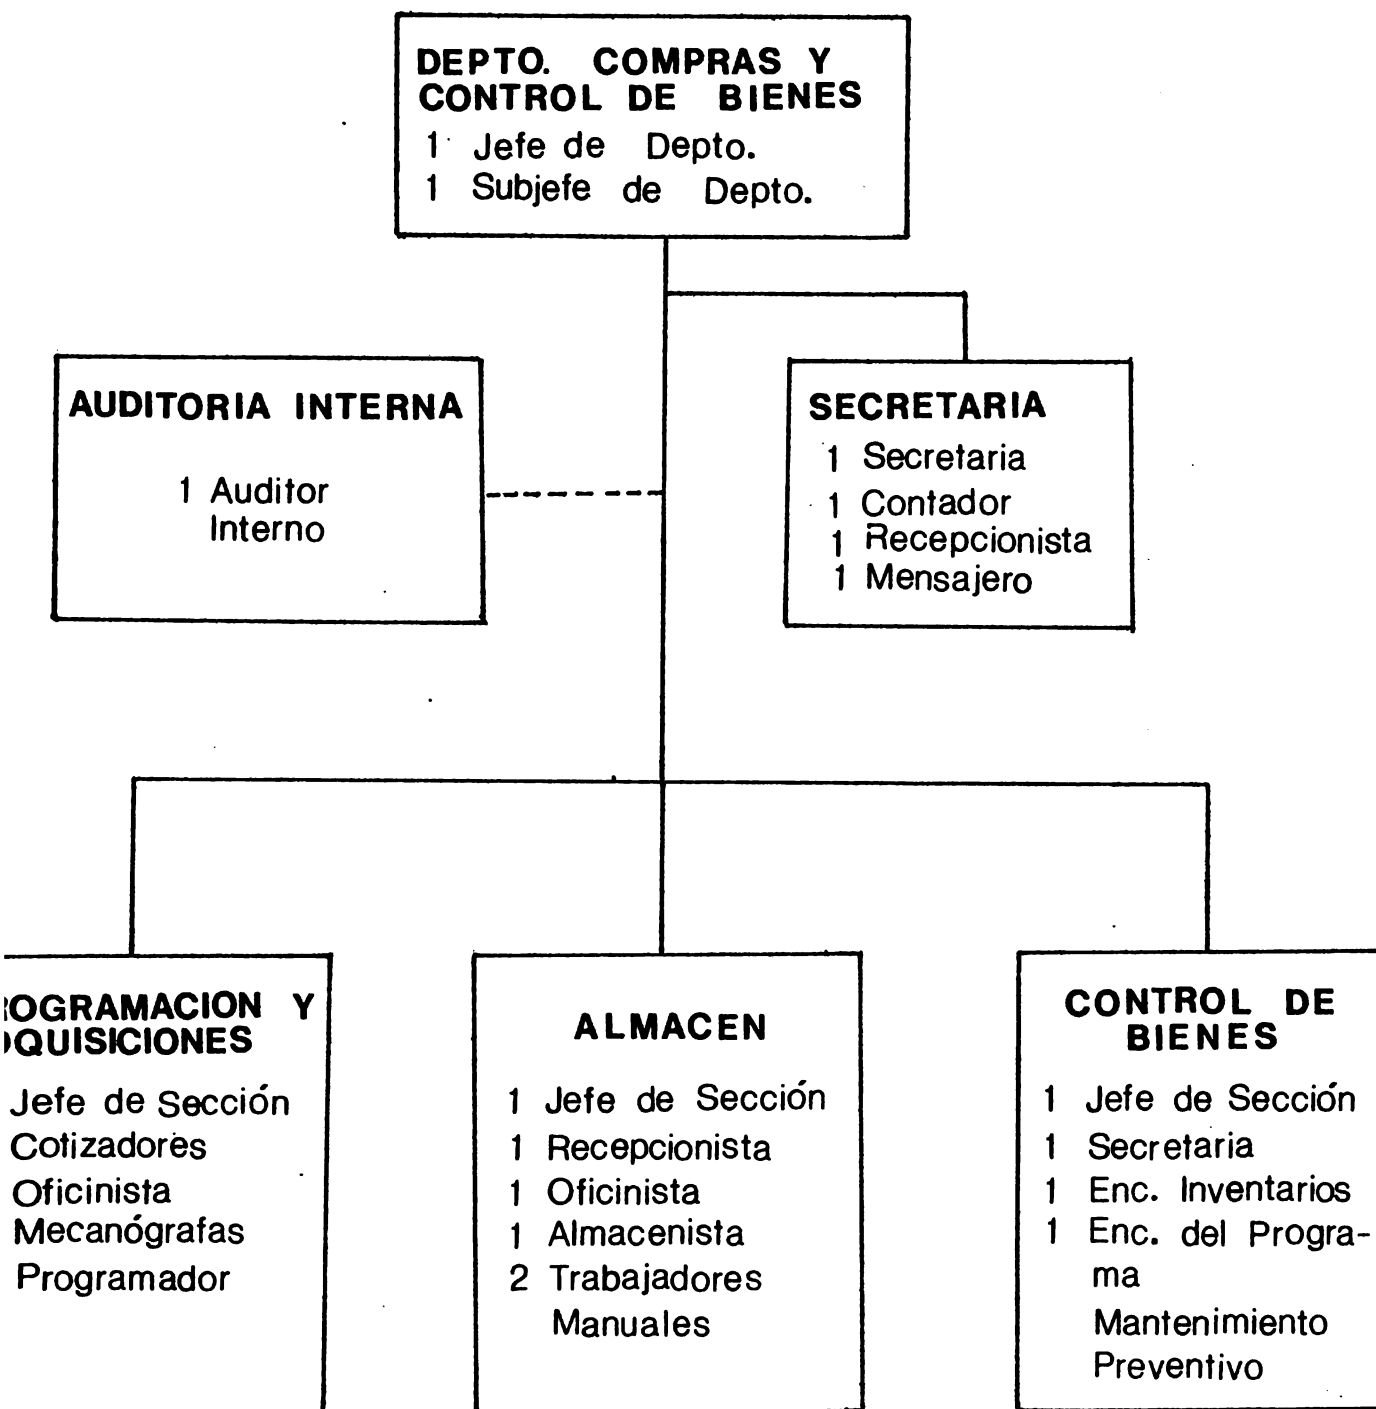 DEPTO. COMPRAS Y
CONTROL DE BIENES
1 Jefe de Depto.
1 Subjefe de Depto.
AUDITORIA INTERNA
1 Auditor
Interno
SECRETARIA
1 Secretaria
1 Contador
1 Recepcionista
1 Mensajero
OGRAMACION Y
QUISICIONES
Jefe de Sección
Cotizadores
Oficinista
Mecanógrafas
Programador
ALMACEN
1 Jefe de Sección
1 Recepcionista
1 Oficinista
1 Almacenista
2 Trabajadores
Manuales
CONTROL DE
BIENES
1 Jefe de Sección
1 Secretaria
1 Enc. Inventarios
1 Enc. del Progra-
ma
Mantenimiento
Preventivo